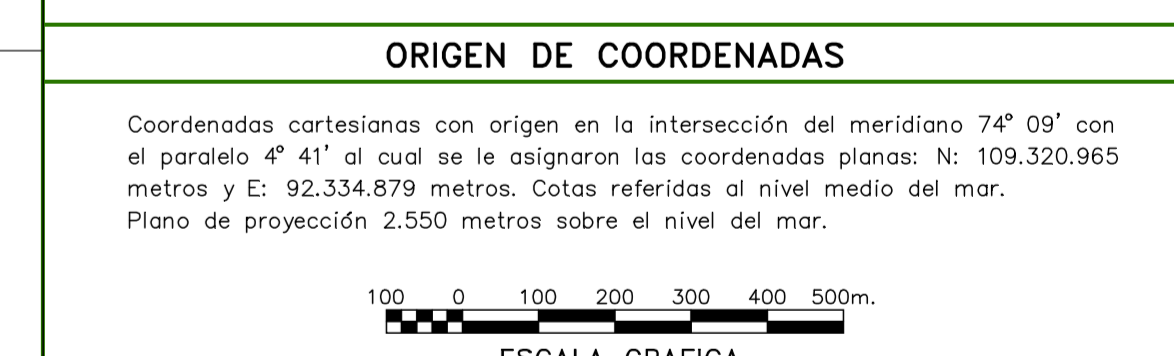 ORIGEN DE COORDENADAS
Coordenadas cartesianas con origen en la intersección del meridiano 74° 09' con
el paralelo 4° 41' al cual se le asignaron las coordenadas planas: N: 109.320.965
metros y E: 92.334.879 metros. Cotas referidas al nivel medio del mar.
Plano de proyección 2.550 metros sobre el nivel del mar.
100 0 100 200 300 400 500m.
ESCALA GRAFICA